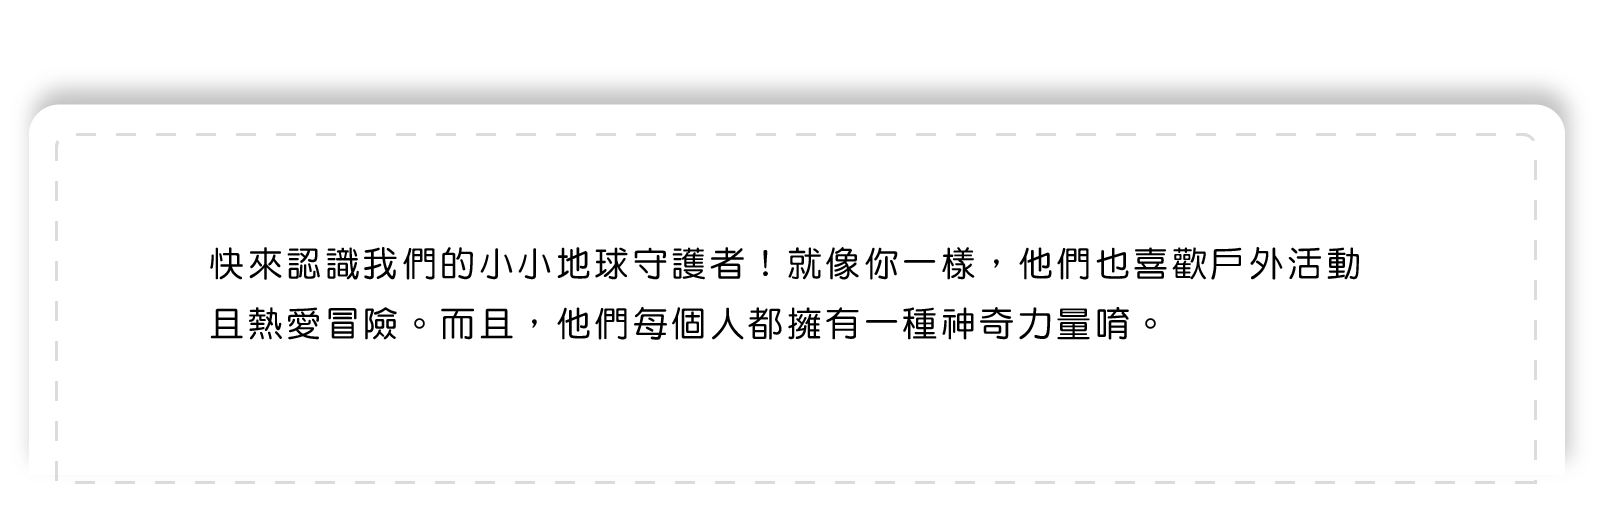 快來認識我們的小小地球守護者！就像你一樣，他們也喜歡戶外活動
且熱愛冒險。而且，他們每個人都擁有一種神奇力量唷。